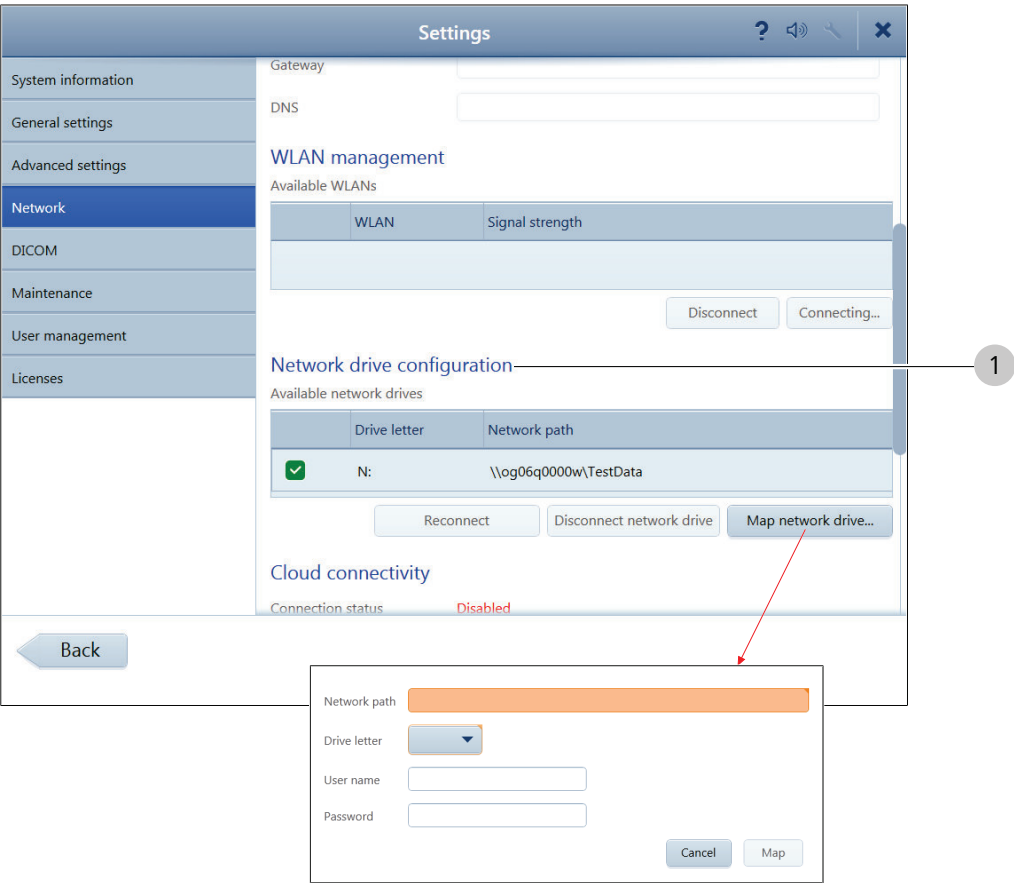 Settings
?
System information
General settings
Advanced settings
Network
DICOM
Maintenance
User management
Licenses
Gateway
DNS
WLAN management
Available WLANs
WLAN Signal strength
Disconnect Connecting...
Network drive configuration
1
Available network drives
Drive letter Network path
N: \\og06q0000w\TestData
Reconnect Disconnect network drive Map network drive...
Cloud connectivity
Connection status Disabled
Back
Network path
Drive letter
User name
Password
Cancel Map